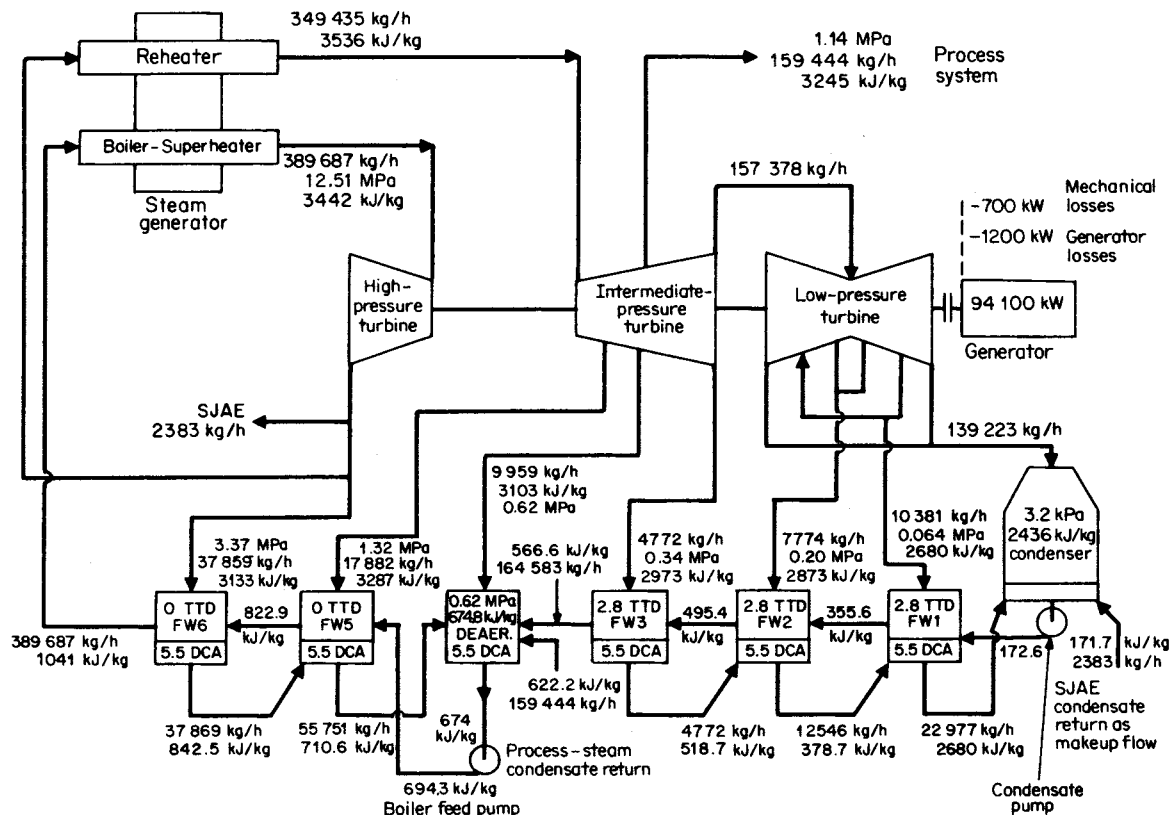 349 435 kg/h
3536 kJ/kg
Reheater
1.14 MPa
159 444 kg/h
3245 kJ/kg
Process
system
Boiler-Superheater
389 687 kg/h
12.51 MPa
3442 kJ/kg
Steam
generator
157 378 kg/h
-700 kW
Mechanical
losses
-1200 kW
Generator
losses
High-
pressure
turbine
Intermediate-
pressure
turbine
Low-pressure
turbine
94 100 kW
Generator
SJAE
2383 kg/h
139 223 kg/h
9 959 kg/h
3103 kJ/kg
0.62 MPa
3.37 MPa
37 859 kg/h
3133 kJ/kg
1.32 MPa
17 882 kg/h
3287 kJ/kg
566.6 kg/h
164 583 kg/h
4772 kg/h
0.34 MPa
2973 kJ/kg
7774 kg/h
0.20 MPa
2873 kJ/kg
10 381 kg/h
0.064 MPa
2680 kJ/kg
3.2 kPa
2436 kJ/kg
condenser
0 TTD
FW6
5.5 DCA
822.9
kJ/kg
0 TTD
FW5
5.5 DCA
0.62 MPa
674.8 kJ/kg
DEAER.
5.5 DCA
2.8 TTD
FW3
5.5 DCA
495.4
kJ/kg
2.8 TTD
FW2
5.5 DCA
355.6
kJ/kg
2.8 TTD
FW1
5.5 DCA
172.6
171.7 kJ/kg
2383 kg/h
389 687 kg/h
1041 kJ/kg
37 869 kg/h
842.5 kJ/kg
55 751 kg/h
710.6 kJ/kg
674
kJ/kg
622.2 kJ/kg
159 444 kg/h
4772 kg/h
518.7 kJ/kg
12546 kg/h
378.7 kJ/kg
22 977 kg/h
2680 kJ/kg
SJAE
condensate
return as
makeup flow
Process-steam
condensate return
694.3 kJ/kg
Boiler feed pump
Condensate
pump